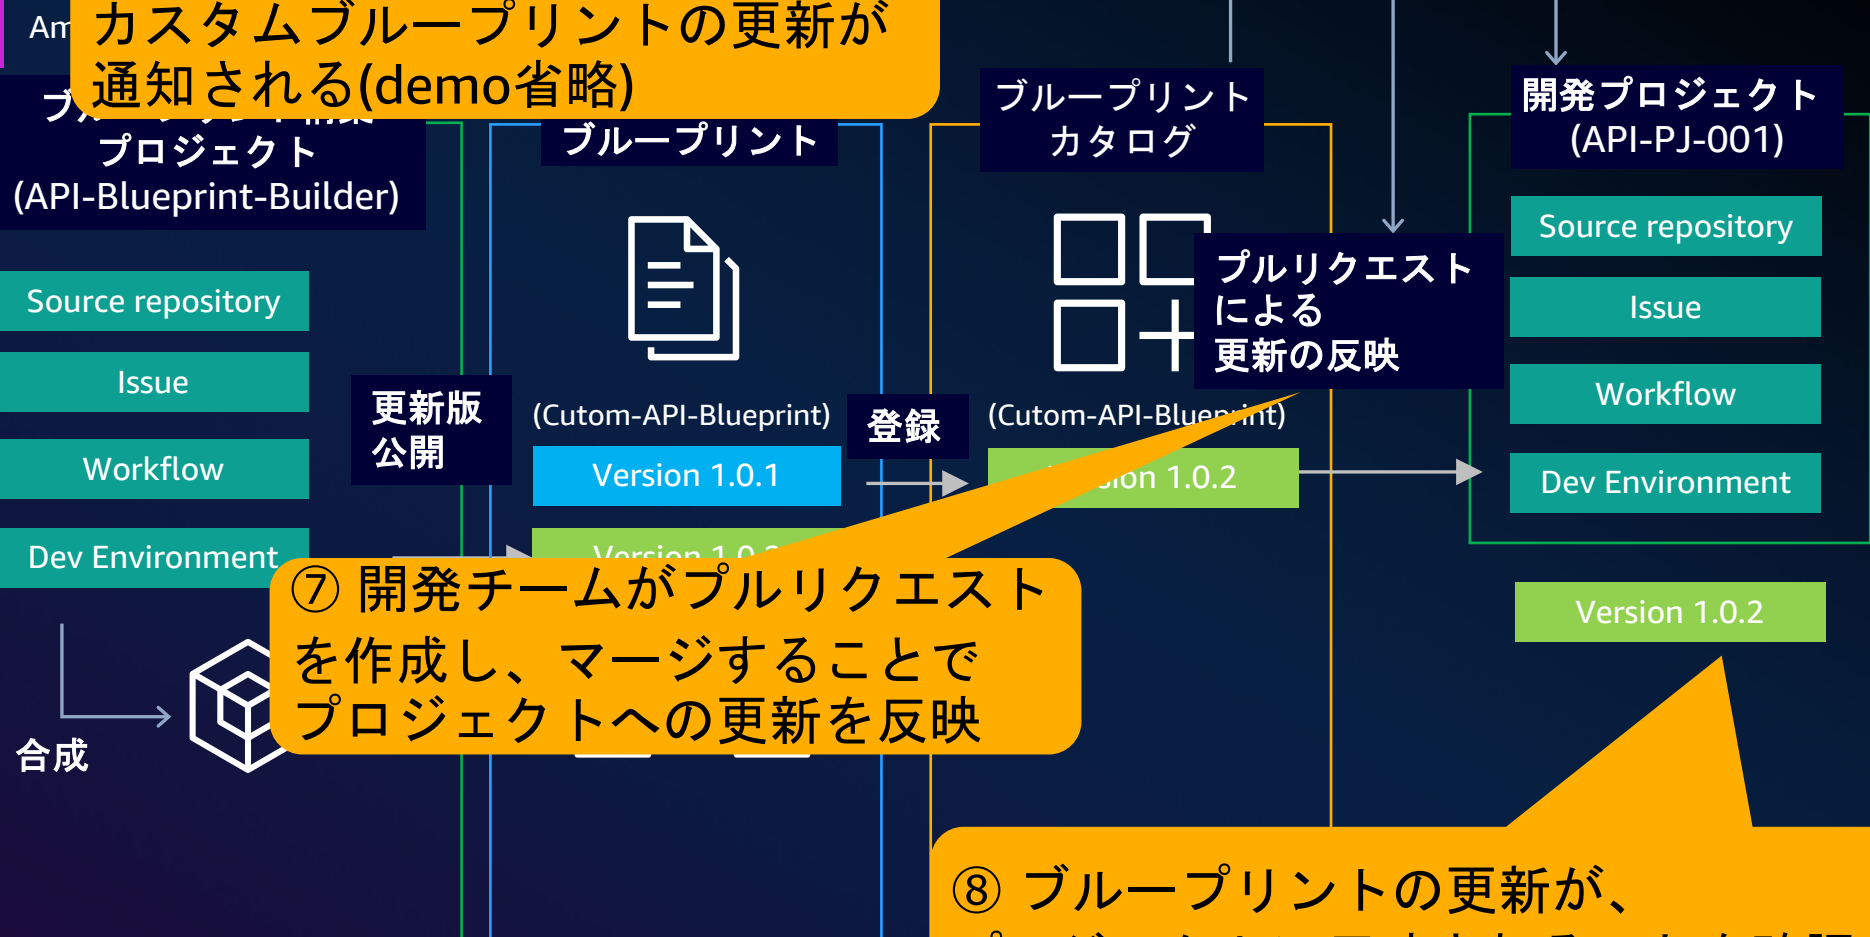 カスタムブループリントの更新が
通知される(demo省略)
プロジェクト
(API-Blueprint-Builder)
Source repository
Issue
Workflow
Dev Environment
合成
更新版
公開
ブループリント
(Cutom-API-Blueprint)
Version 1.0.1
登録
ブループリント
カタログ
(Cutom-API-Blueprint)
1.0.2
プルリクエスト
による
更新の反映
開発プロジェクト
(API-PJ-001)
Source repository
Issue
Workflow
Dev Environment
Version 1.0.2
⑦ 開発チームがプルリクエスト
を作成し、マージすることで
プロジェクトへの更新を反映
⑧ ブループリントの更新が、